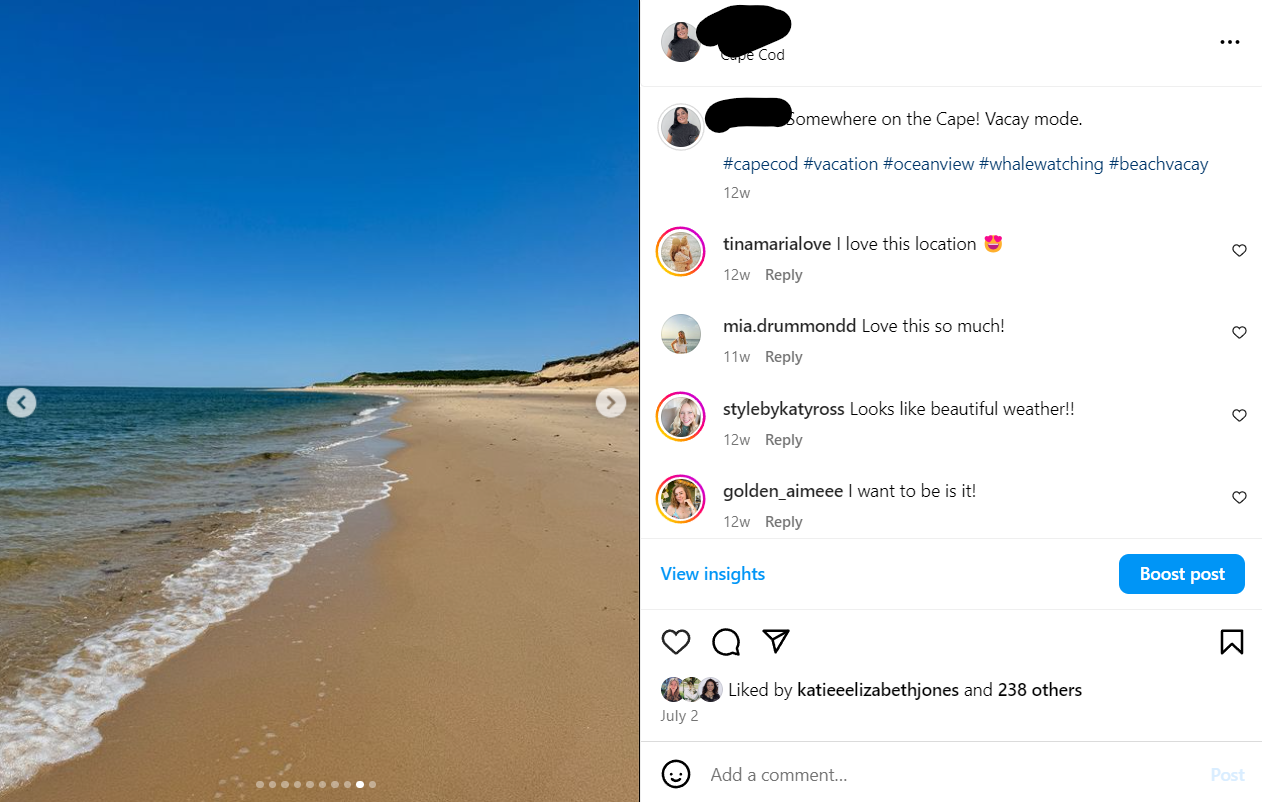 Cape Cod
Somewhere on the Cape! Vacay mode.
#capecod #vacation #oceanview #whalewatching #beachvacay
12w
tinamarialove I love this location 😍
12w Reply
mia.drummondd Love this so much!
11w Reply
stylebykatyross Looks like beautiful weather!!
12w Reply
golden_aimeee I want to be is it!
12w Reply
View insights
Boost post
Liked by katieeelizabethjones and 238 others
July 2
Add a comment...
Post